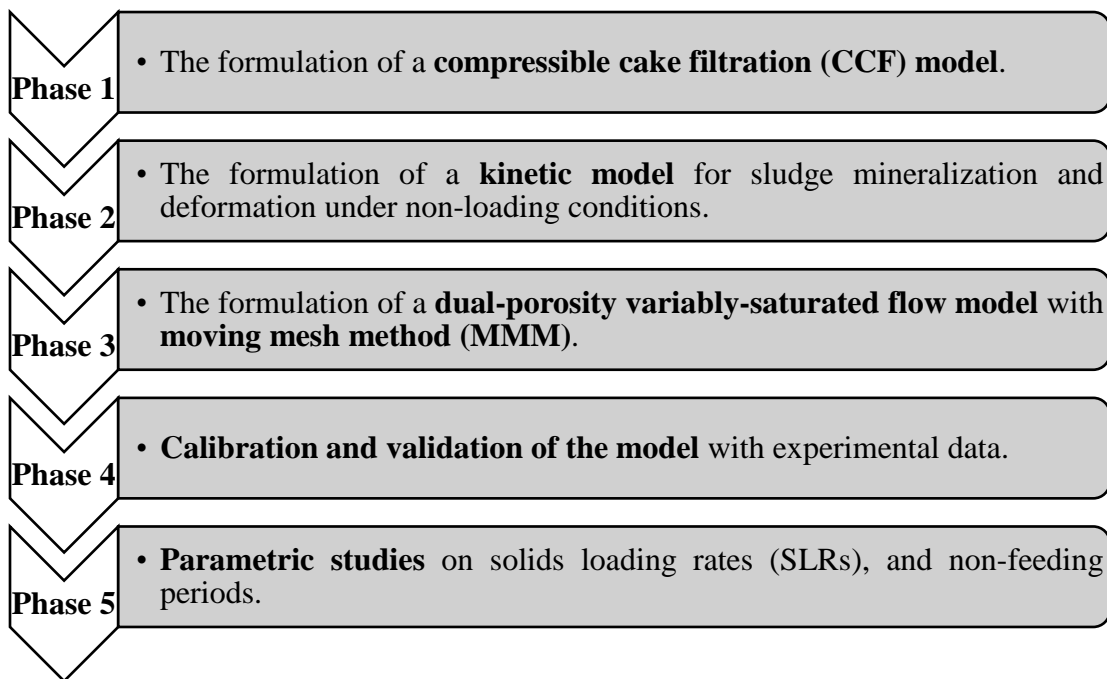 Phase 1
• The formulation of a compressible cake filtration (CCF) model.
Phase 2
• The formulation of a kinetic model for sludge mineralization and
deformation under non-loading conditions.
Phase 3
• The formulation of a dual-porosity variably-saturated flow model with
moving mesh method (MMM).
Phase 4
• Calibration and validation of the model with experimental data.
Phase 5
• Parametric studies on solids loading rates (SLRs), and non-feeding
periods.